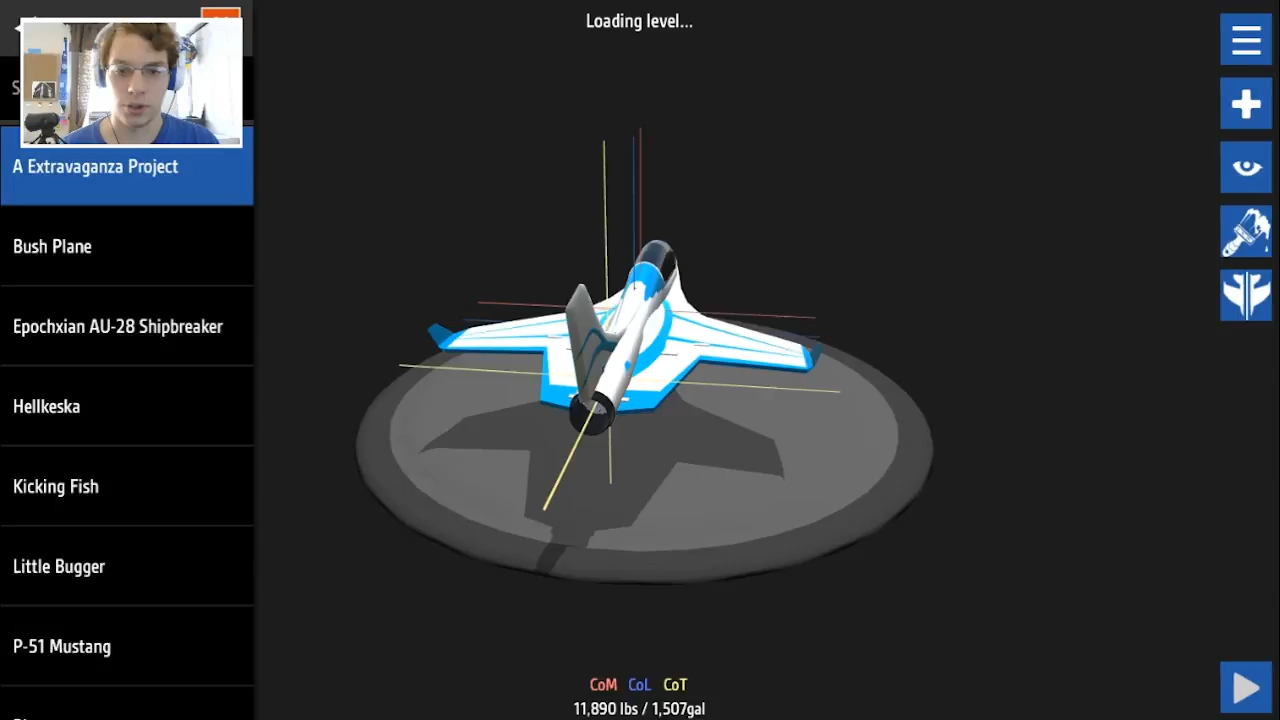 Loading level...
A Extravaganza Project
Bush Plane
Epochxian AU-28 Shipbreaker
Hellkeska
Kicking Fish
Little Bugger
P-51 Mustang
CoM CoL CoT
11,890 lbs / 1,507gal